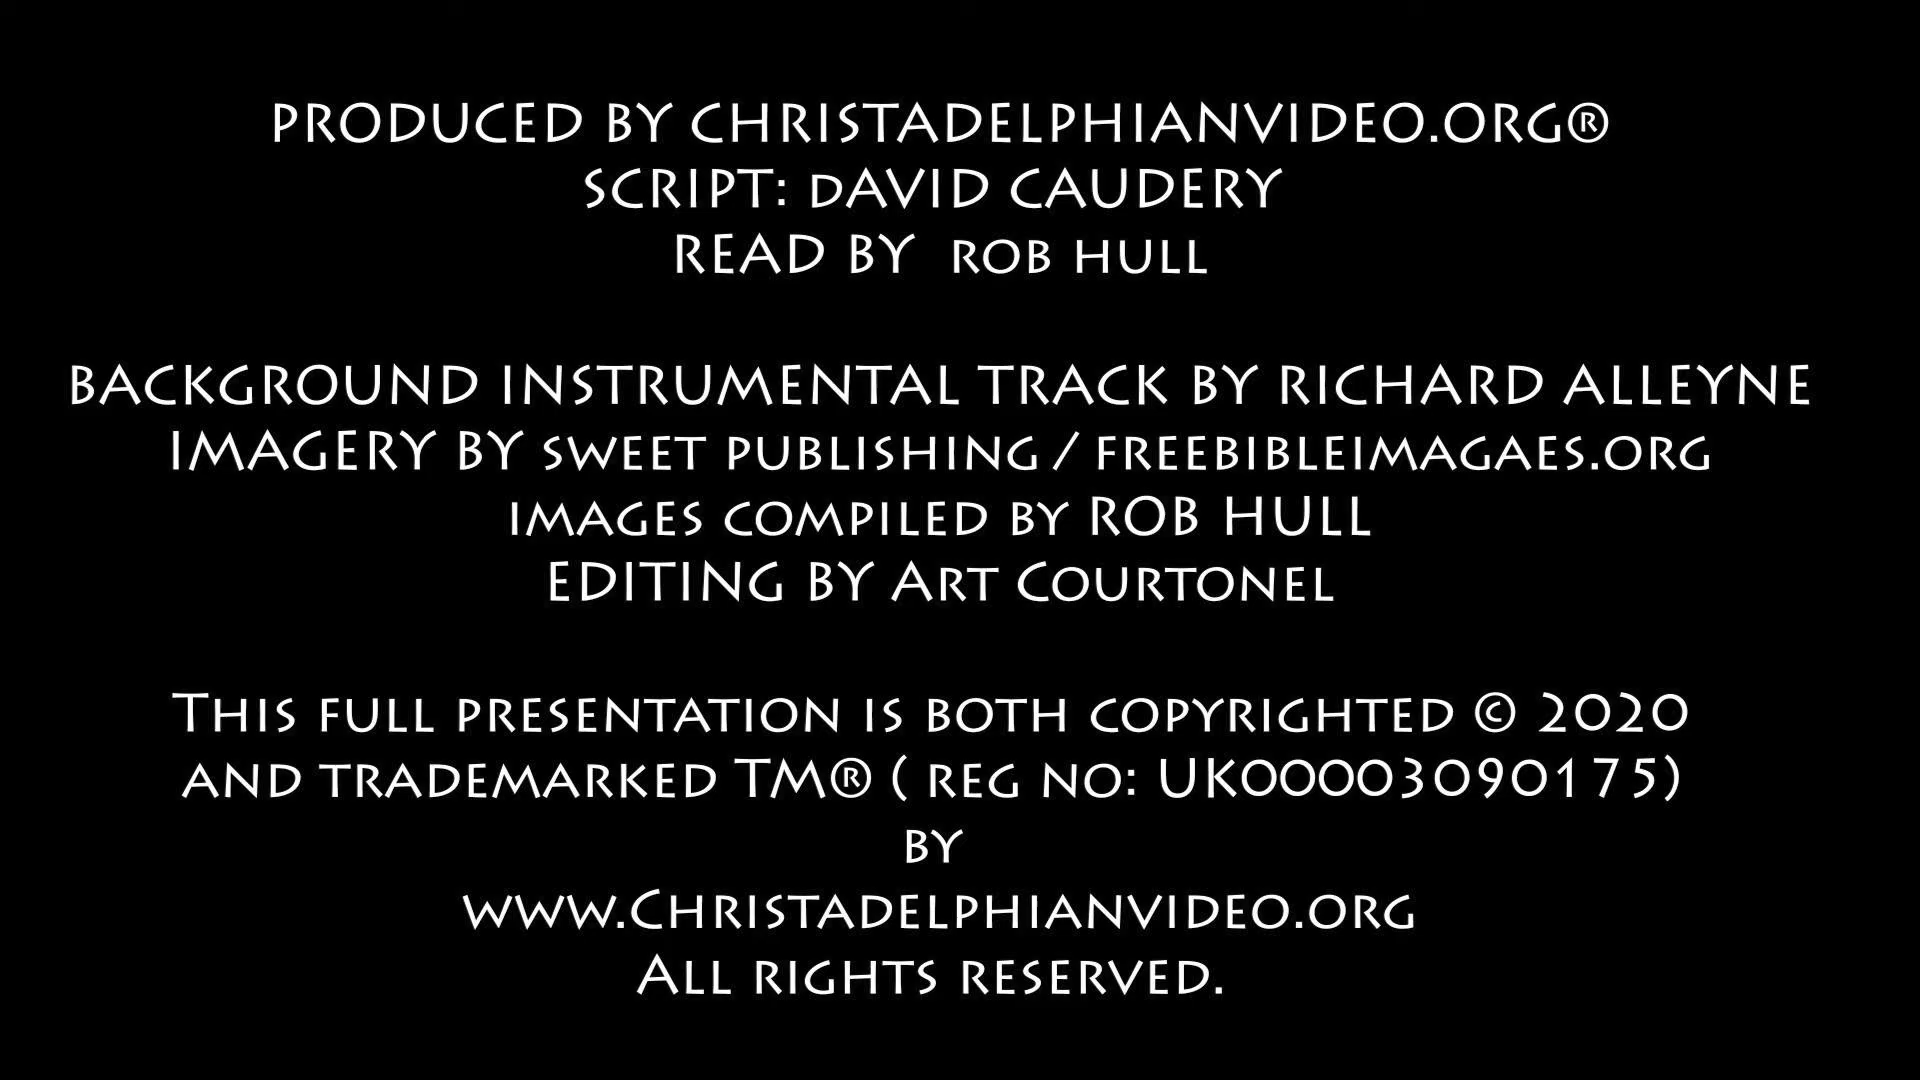 PRODUCED BY CHRISTADELPHIANVIDEO.ORG®
SCRIPT: dAVID CAUDERY
READ BY rob hull
BACKGROUND INSTRUMENTAL TRACK BY RICHARD ALLEYNE
IMAGERY BY sweet publishing / freebibleimagaes.org
images compiled by ROB HULL
EDITING BY Art Courtonel
This full presentation is both copyrighted © 2020
and trademarked TM® ( reg no: UK00003090175)
by
www.Christadelphianvideo.org
All rights reserved.